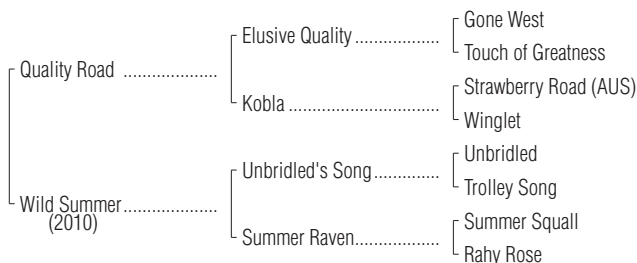 Gone West
Elusive Quality ..................
Touch of Greatness
Quality Road ....................
Strawberry Road (AUS)
Kobla ................................
Winglet
Unbridled
Unbridled's Song..............
Trolley Song
Wild Summer....................
(2010)
Summer Squall
Summer Raven..................
Rahy Rose